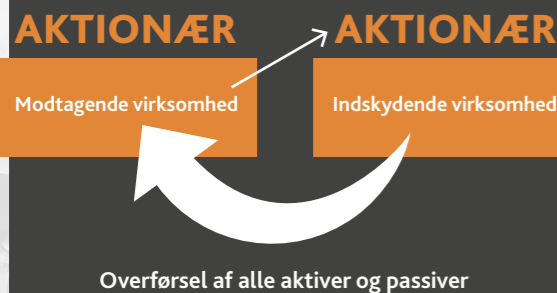 AKTIONÆR AKTIONÆR
Modtagende virksomhed Indskydende virksomhed
Overførsel af alle aktiver og passiver